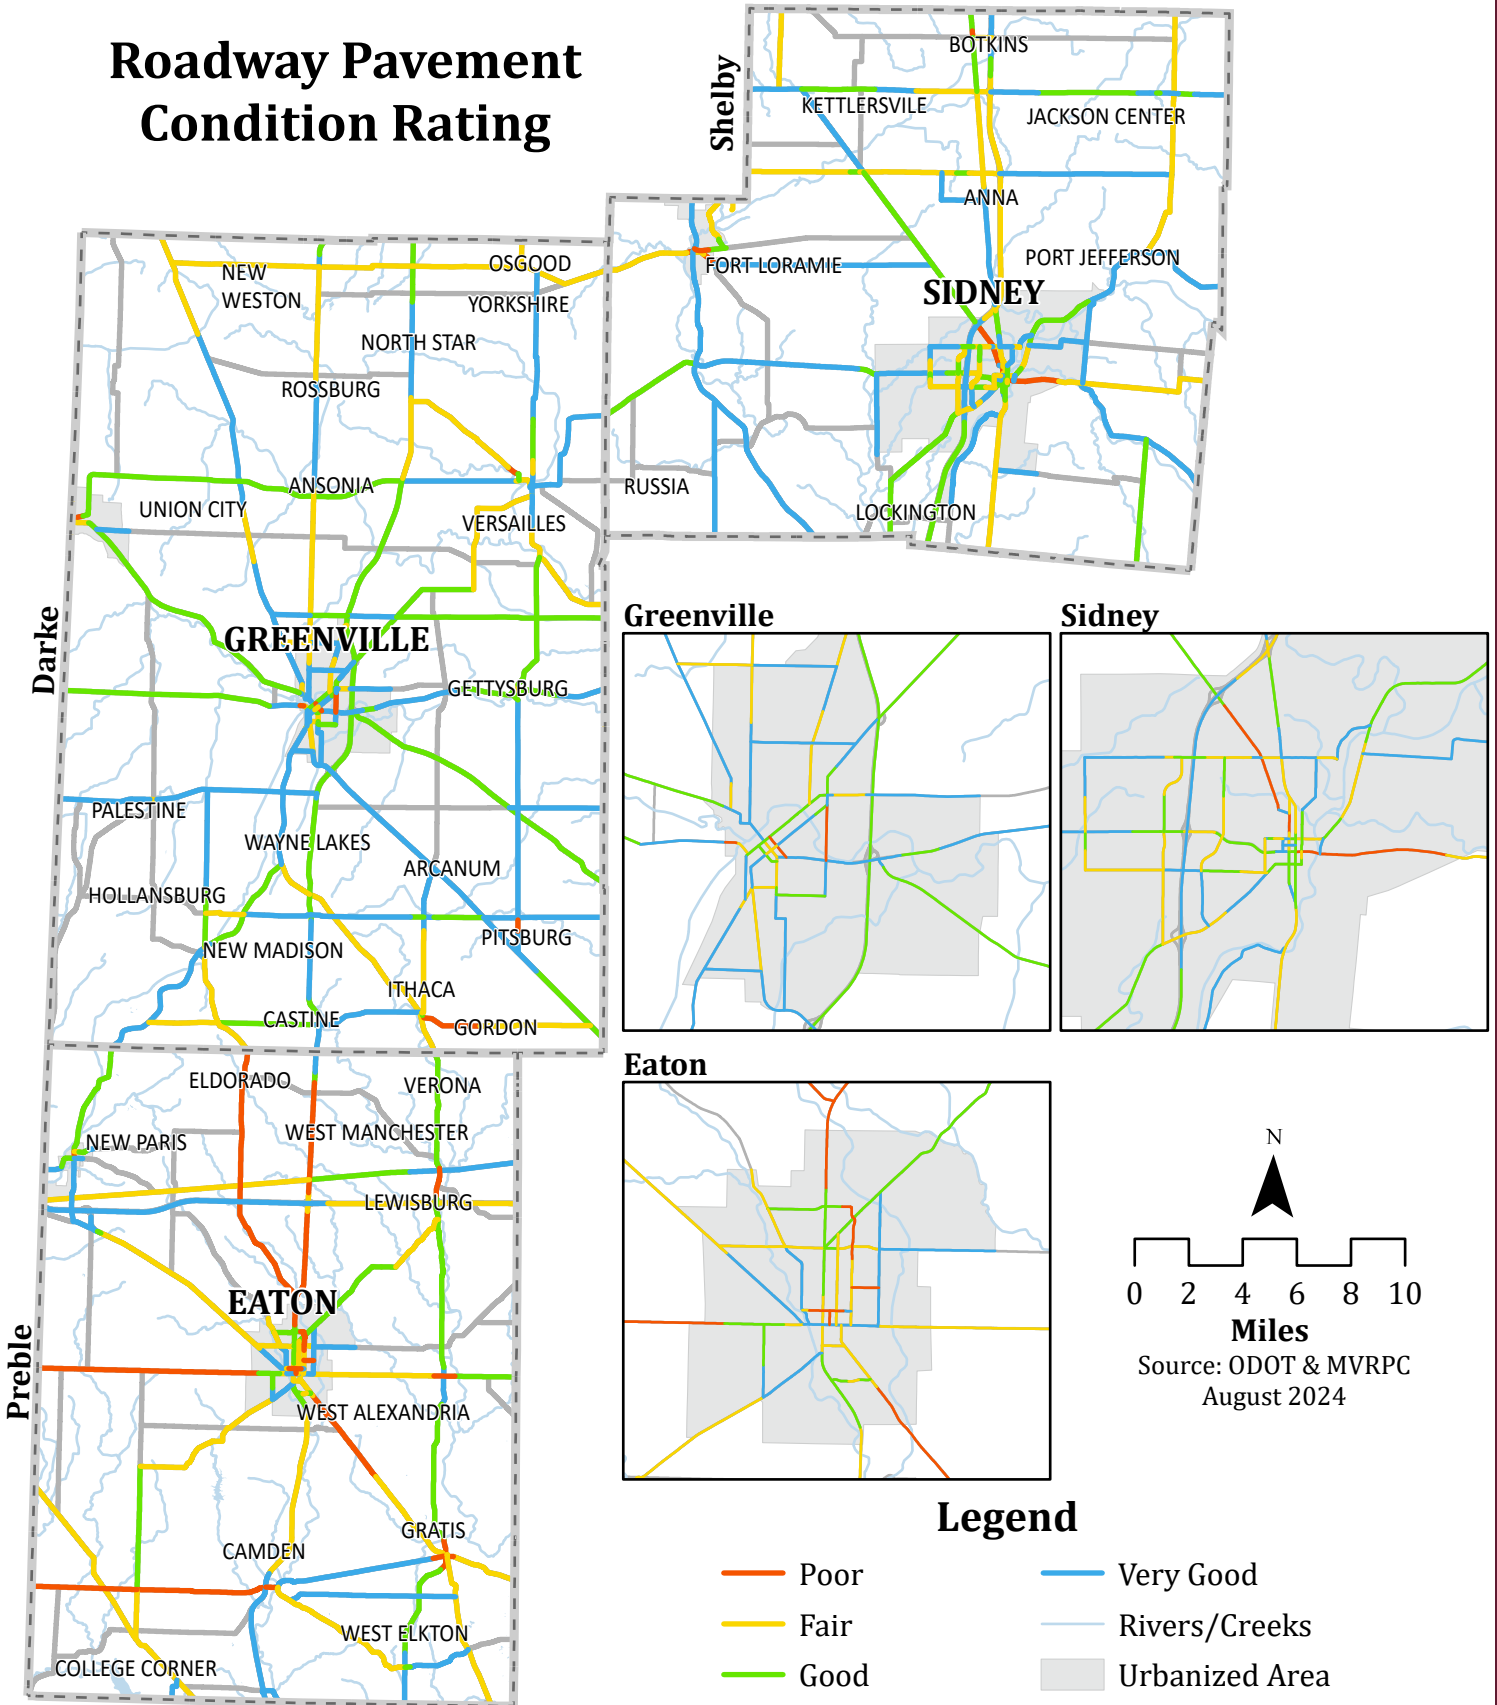 Roadway Pavement
Condition Rating
Shelby
BOTKINS
KETTLERSVILE
JACKSON CENTER
ANNA
PORT JEFFERSON
FORT LORAMIE
SIDNEY
RUSSIA
LOCKINGTON
Darke
NEW
WESTON
OSGOOD
YORKSHIRE
NORTH STAR
ROSSBURG
ANSONIA
UNION CITY
VERSAILLES
GREENVILLE
GETTYSBURG
PALESTINE
WAYNE LAKES
ARCANUM
HOLLANSBURG
NEW MADISON
PITSBURG
ITHACA
CASTINE
GORDON
Preble
ELDORADO
VERONA
NEW PARIS
WEST MANCHESTER
LEWISBURG
EATON
WEST ALEXANDRIA
GRATIS
CAMDEN
WEST ELKTON
COLLEGE CORNER
Greenville
Sidney
Eaton
N
0 2 4 6 8 10
Miles
Source: ODOT & MVRPC
August 2024
Legend
Poor
Fair
Good
Very Good
Rivers/Creeks
Urbanized Area